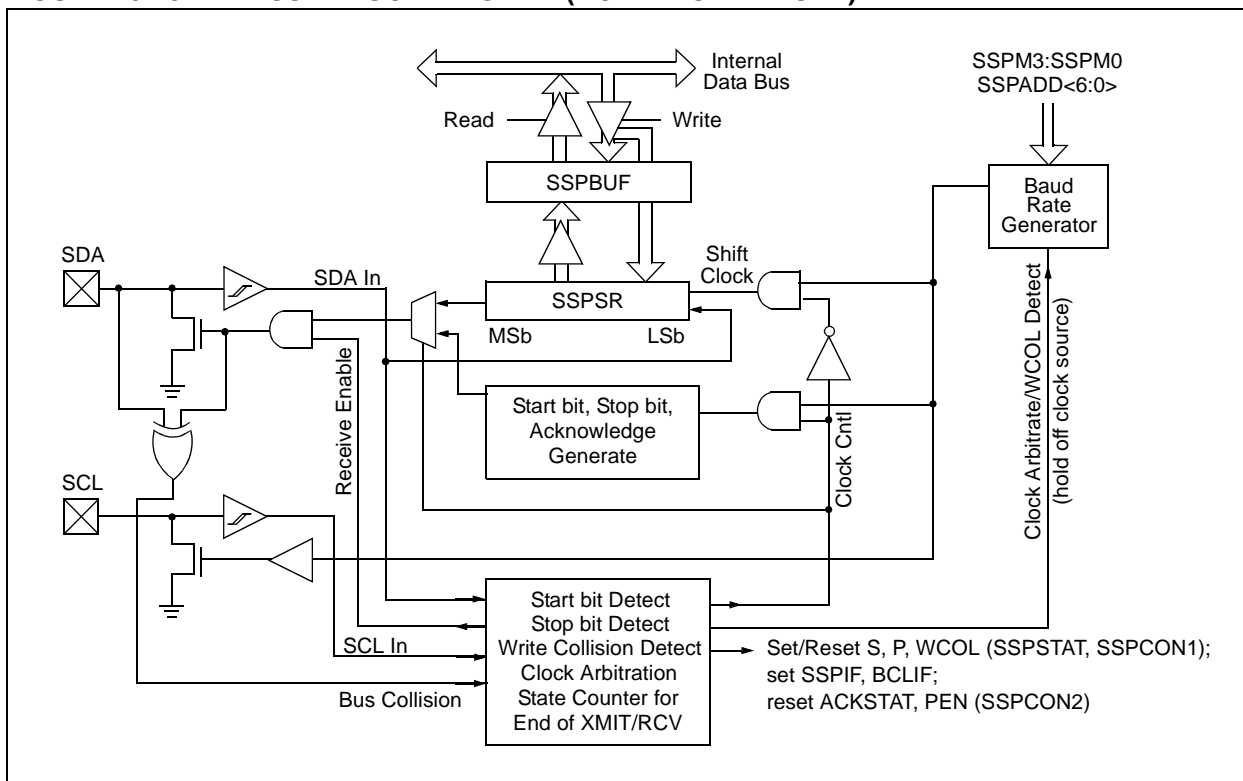 Internal
Data Bus
SSPM3:SSPM0
SSPADD<6:0>
Read
Write
SSPBUF
Baud
Rate
Generator
SDA
SDA In
Shift
Clock
SSPSR
MSb
LSb
Receive Enable
Start bit, Stop bit,
Acknowledge
Generate
Clock Cntl
Clock Arbitrate/WCOL Detect
(hold off clock source)
SCL
SCL In
Bus Collision
Start bit Detect
Stop bit Detect
Write Collision Detect
Clock Arbitration
State Counter for
End of XMIT/RCV
Set/Reset S, P, WCOL (SSPSTAT, SSPCON1);
set SSPIF, BCLIF;
reset ACKSTAT, PEN (SSPCON2)